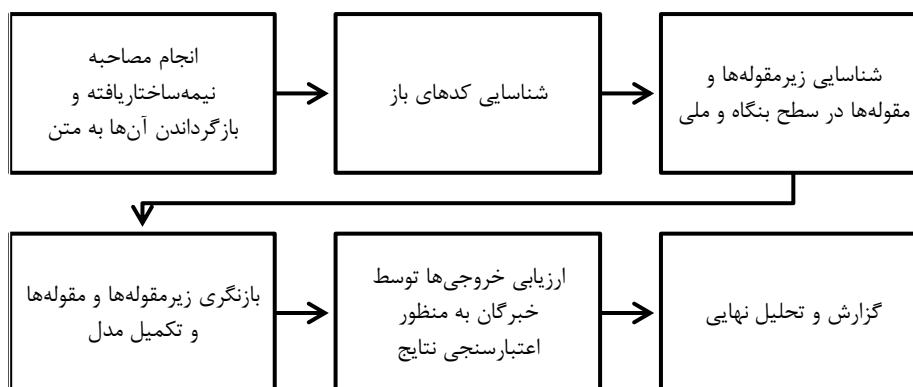 انجام مصاحبه
نیمه‌ساختاریافته و
بازگرداندن آن‌ها به متن
شناسایی کدهای باز
شناسایی زیرمقوله‌ها و
مقوله‌ها در سطح بنگاه و ملی
بازنگری زیرمقوله‌ها و مقوله‌ها
و تکمیل مدل
ارزیابی خروجی‌ها توسط
خبرگان به منظور
اعتبارسنجی نتایج
گزارش و تحلیل نهایی